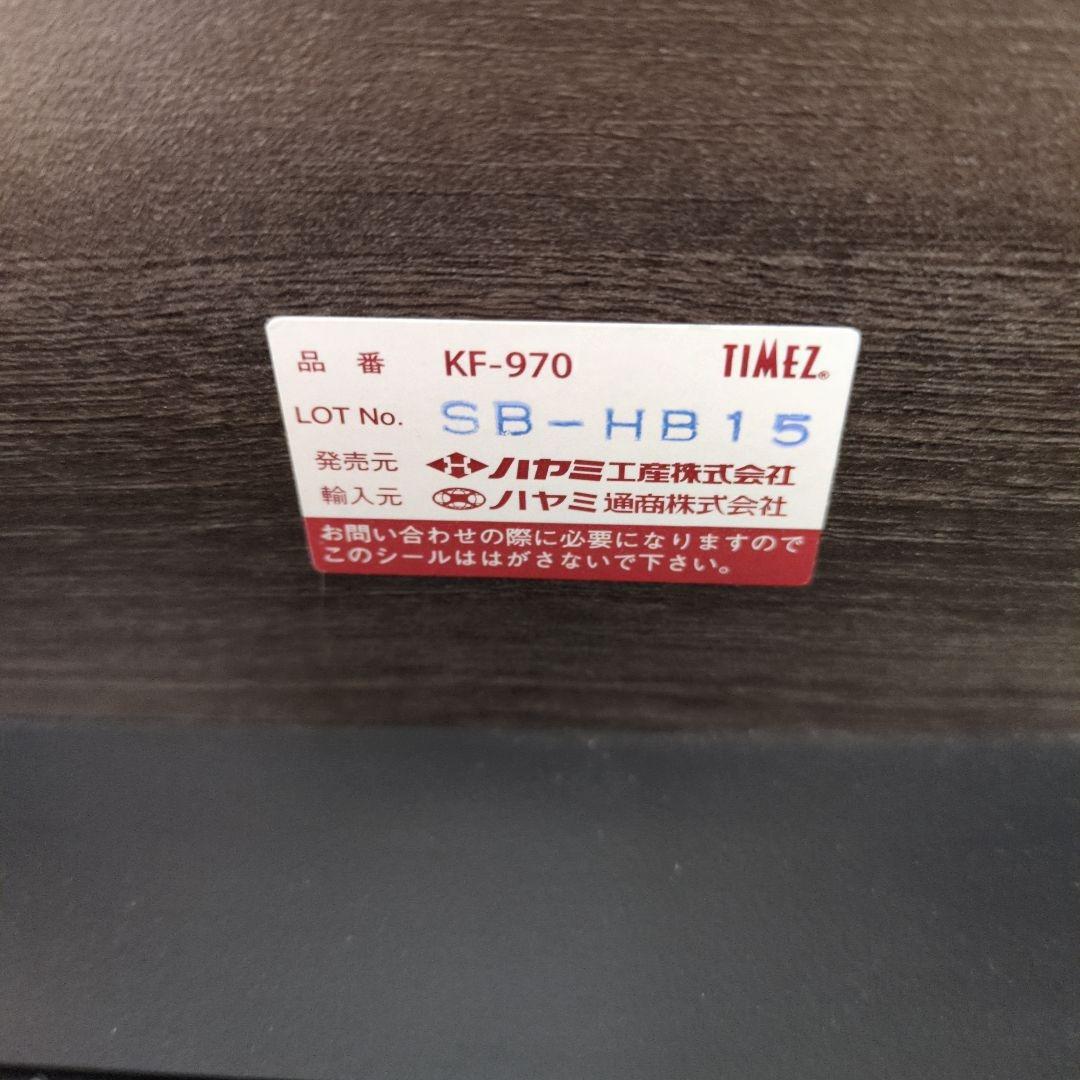 品番 KF-970 TIMEZ®
LOT No. SB-HB15
発売元 ハヤミ工産株式会社
輸入元 ハヤミ通商株式会社
お問い合わせの際に必要になりますので
このシールははがさないで下さい。